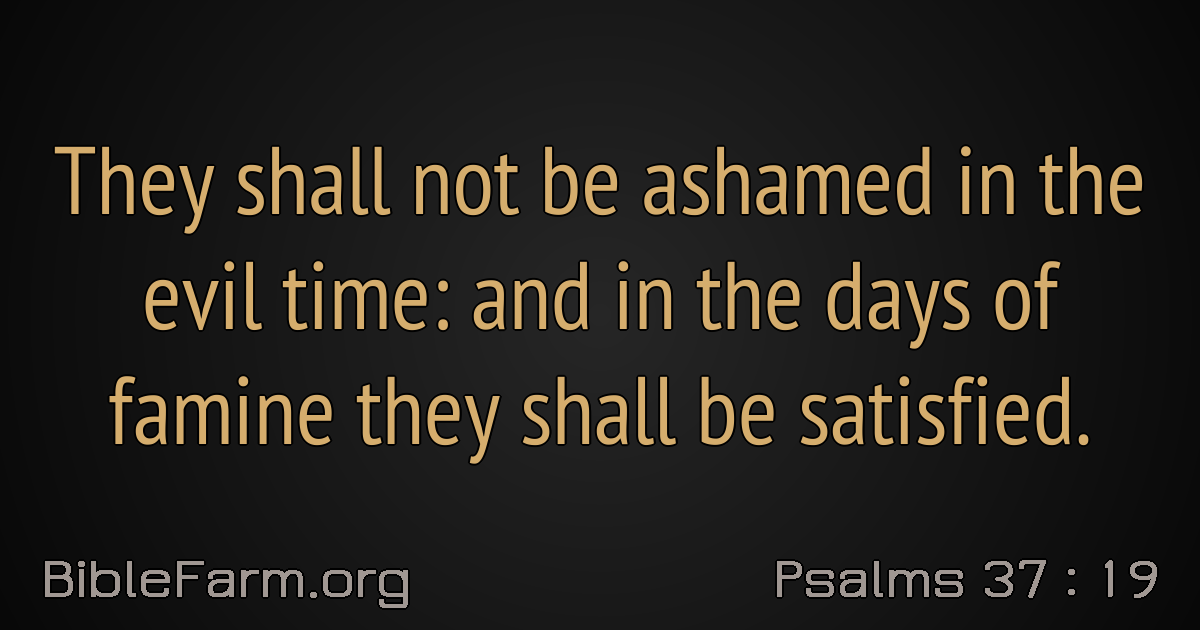 They shall not be ashamed in the
evil time: and in the days of
famine they shall be satisfied.
BibleFarm.org
Psalms 37 : 19